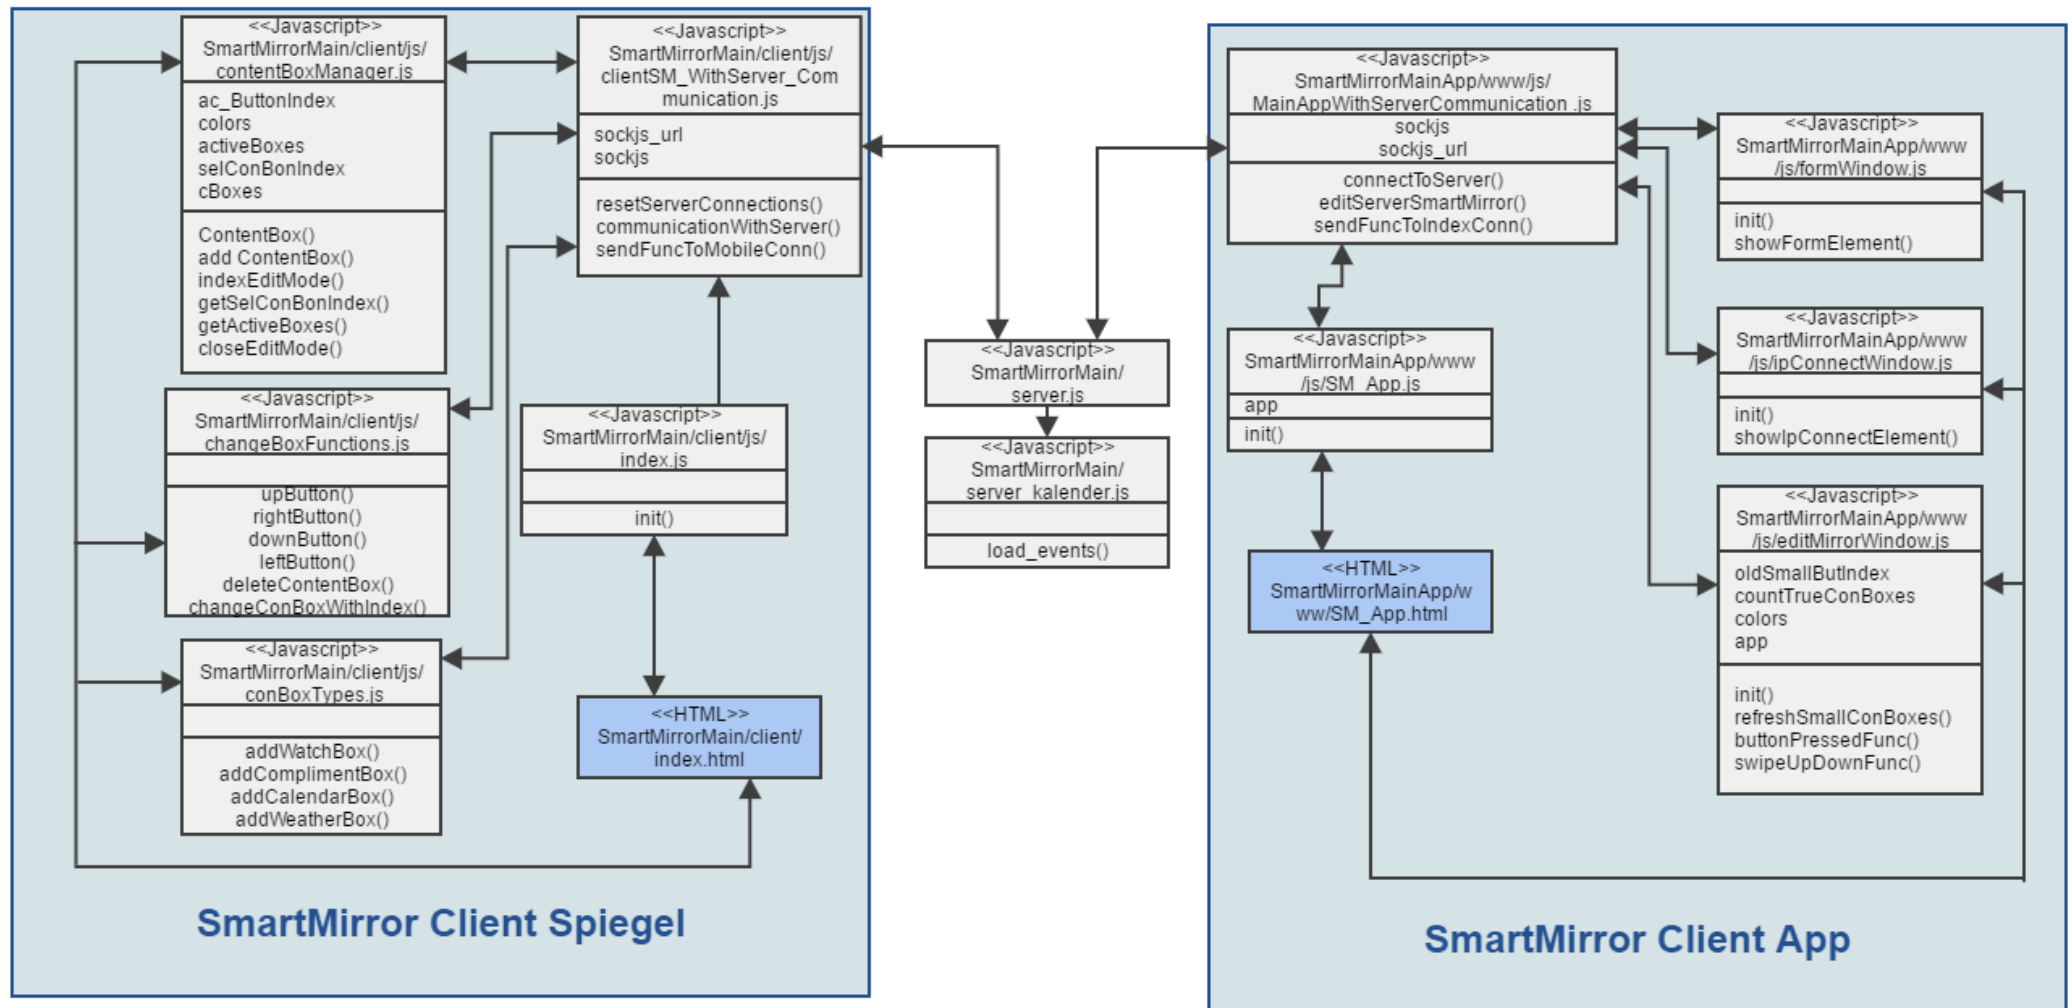 <<Javascript>>
SmartMirrorMain/client/js/
contentBoxManager.js
ac_ButtonIndex
colors
activeBoxes
selConBonIndex
cBoxes
ContentBox()
add ContentBox()
indexEditMode()
getSelConBonIndex()
getActiveBoxes()
closeEditMode()
<<Javascript>>
SmartMirrorMain/client/js/
clientSM_WithServer_Com
munication.js
sockjs_url
sockjs
resetServerConnections()
communicationWithServer()
sendFuncToMobileConn()
<<Javascript>>
SmartMirrorMain/client/js/
changeBoxFunctions.js
upButton()
rightButton()
downButton()
leftButton()
deleteContentBox()
changeConBoxWithIndex()
<<Javascript>>
SmartMirrorMain/client/js/
index.js
init()
<<Javascript>>
SmartMirrorMain/client/js/
conBoxTypes.js
addWatchBox()
addComplimentBox()
addCalendarBox()
addWeatherBox()
<<HTML>>
SmartMirrorMain/client/
index.html
SmartMirror Client Spiegel
<<Javascript>>
SmartMirrorMain/
server.js
<<Javascript>>
SmartMirrorMain/
server_kalender.js
load_events()
<<Javascript>>
SmartMirrorMainApp/www/js/
MainAppWithServerCommunication .js
sockjs
sockjs_url
connectToServer()
editServerSmartMirror()
sendFuncToIndexConn()
<<Javascript>>
SmartMirrorMainApp/www
/js/SM_App.js
app
init()
<<HTML>>
SmartMirrorMainApp/w
ww/SM_App.html
<<Javascript>>
SmartMirrorMainApp/www
/js/formWindow.js
init()
showFormElement()
<<Javascript>>
SmartMirrorMainApp/www
/js/ipConnectWindow.js
init()
showIpConnectElement()
<<Javascript>>
SmartMirrorMainApp/www
/js/editMirrorWindow.js
oldSmallButIndex
countTrueConBoxes
colors
app
init()
refreshSmallConBoxes()
buttonPressedFunc()
swipeUpDownFunc()
SmartMirror Client App